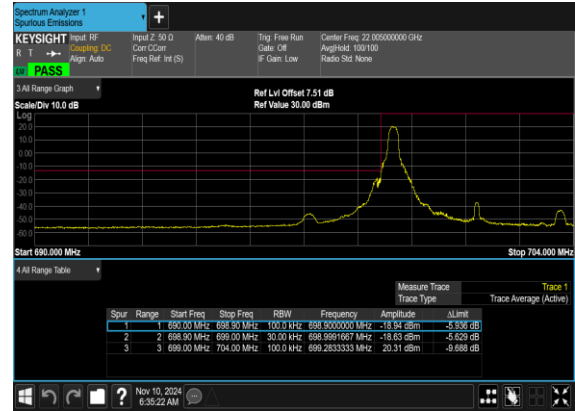 Spectrum Analyzer 1
Spurious Emissions
KEYSIGHT Input: RF Input Z: 50 Ω Atten: 40 dB Trig: Free Run Center Freq: 22.005000000 GHz
R T Coupling: DC Corr CCorr Gate: Off Avg|Hold: 100/100
Align: Auto Freq Ref: Int (S) IF Gain: Low Radio Std: None
PASS
3 All Range Graph
Ref Lvl Offset 7.51 dB
Scale/Div 10.0 dB Ref Value 30.00 dBm
Log
20.0
10.0
0.00
-10.0
-20.0
-30.0
-40.0
-50.0
-60.0
Start 690.000 MHz Stop 704.000 MHz
4 All Range Table
Measure Trace Trace 1
Trace Type Trace Average (Active)
Spur Range Start Freq Stop Freq RBW Frequency Amplitude ΔLimit
1 1 690.00 MHz 698.90 MHz 100.0 kHz 698.9000000 MHz -18.94 dBm -5.936 dB
2 2 698.90 MHz 699.00 MHz 30.00 kHz 698.9991667 MHz -18.63 dBm -5.629 dB
3 3 699.00 MHz 704.00 MHz 100.0 kHz 699.2833333 MHz 20.31 dBm -9.688 dB
?
Nov 10, 2024
6:35:22 AM